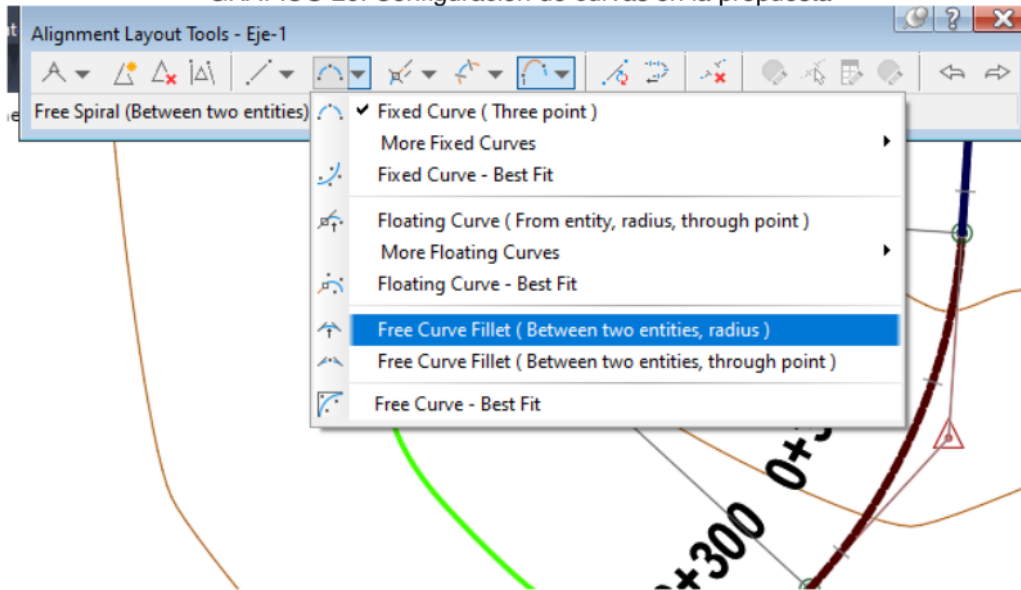 Alignment Layout Tools - Eje-1
Free Spiral (Between two entities)
Fixed Curve ( Three point )
More Fixed Curves
Fixed Curve - Best Fit
Floating Curve ( From entity, radius, through point )
More Floating Curves
Floating Curve - Best Fit
Free Curve Fillet ( Between two entities, radius )
Free Curve Fillet ( Between two entities, through point )
Free Curve - Best Fit